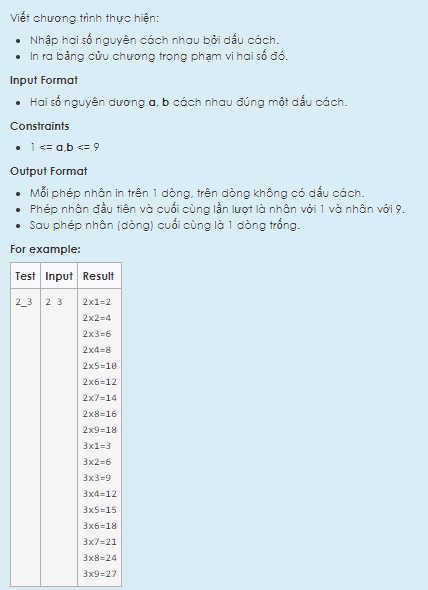 Viết chương trình thực hiện:
• Nhập hai số nguyên cách nhau bởi dấu cách.
• In ra bảng cửu chương trong phạm vi hai số đó.
Input Format
• Hai số nguyên dương a, b cách nhau đúng một dấu cách.
Constraints
• 1 <= a,b <= 9
Output Format
• Mỗi phép nhân in trên 1 dòng, trên dòng không có dấu cách.
• Phép nhân đầu tiên và cuối cùng lần lượt là nhân với 1 và nhân với 9.
• Sau phép nhân (dòng) cuối cùng là 1 dòng trống.
For example:
Test Input Result
2_3 2 3 2x1=2
2x2=4
2x3=6
2x4=8
2x5=10
2x6=12
2x7=14
2x8=16
2x9=18
3x1=3
3x2=6
3x3=9
3x4=12
3x5=15
3x6=18
3x7=21
3x8=24
3x9=27